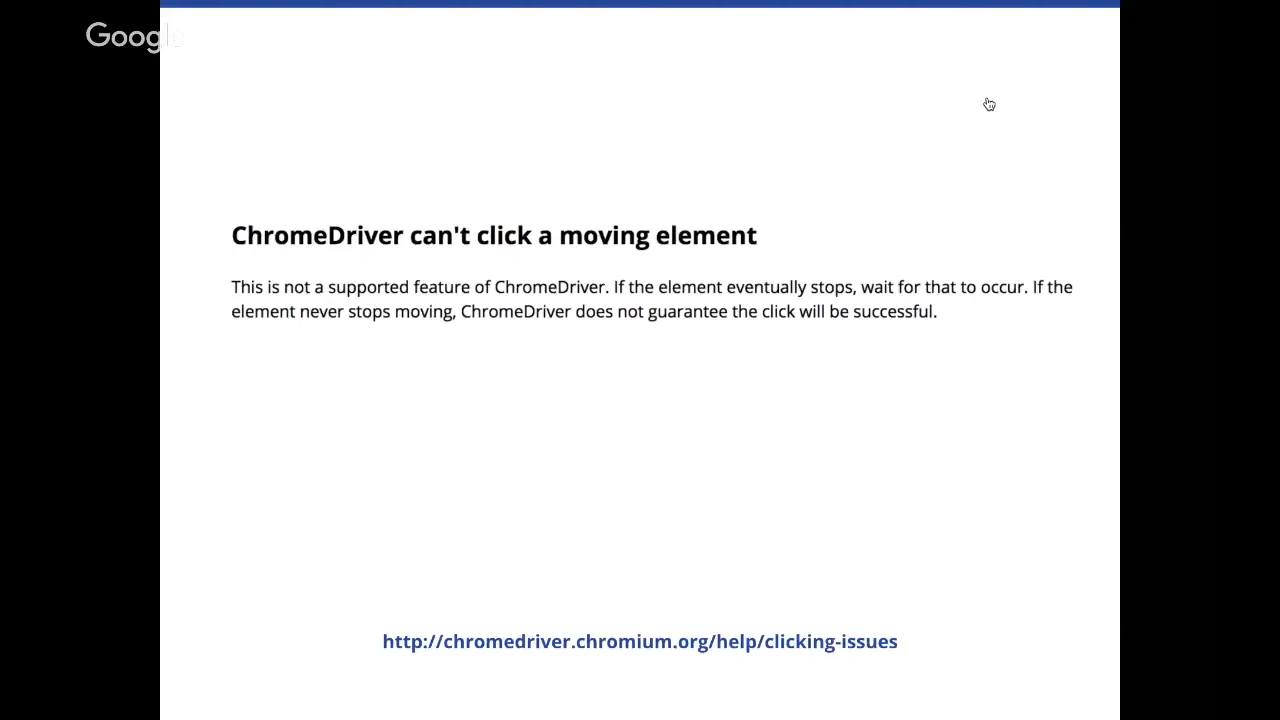 Google
ChromeDriver can't click a moving element
This is not a supported feature of ChromeDriver. If the element eventually stops, wait for that to occur. If the
element never stops moving, ChromeDriver does not guarantee the click will be successful.
http://chromedriver.chromium.org/help/clicking-issues